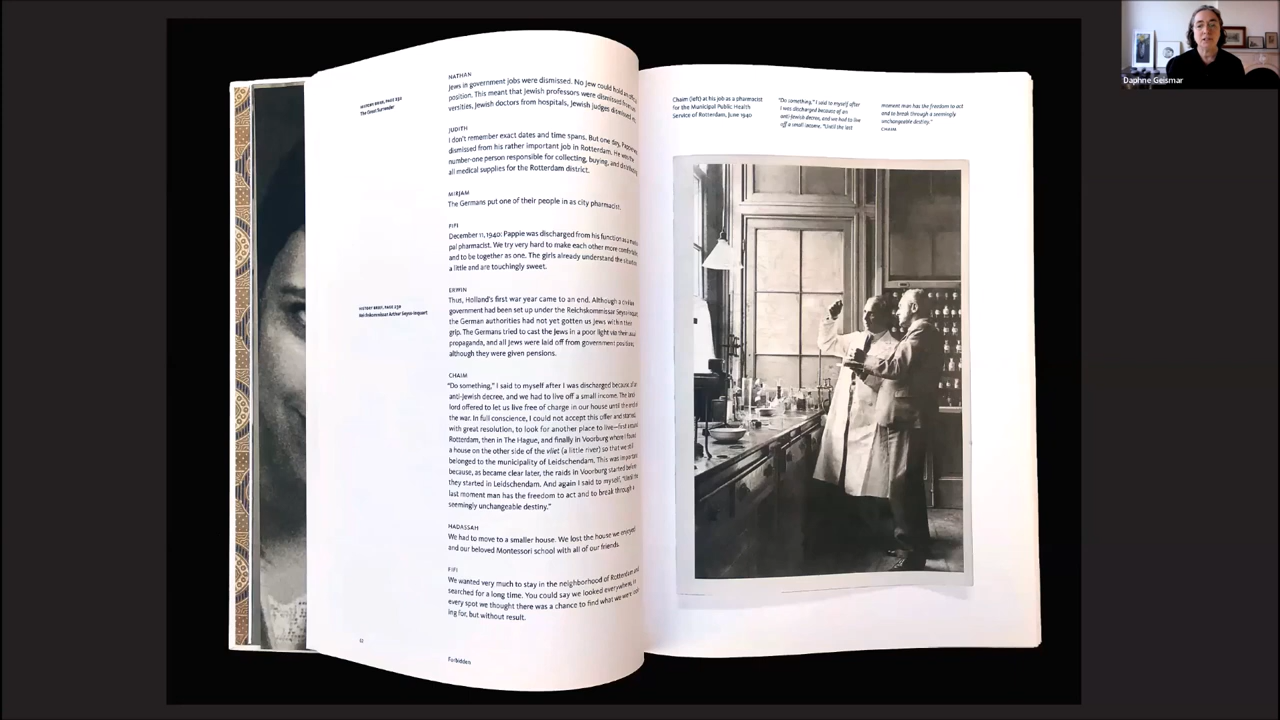 HISTORY BRIEF, PAGE 232
The Great Surrender
HISTORY BRIEF, PAGE 230
Reichskommissar Arthur Seyss-Inquart
NATHAN
Jews in government jobs were dismissed. No Jew could hold an
position. This meant that Jewish professors were dismissed
versities, Jewish doctors from hospitals, Jewish judges dismissed
JUDITH
I don't remember exact dates and time spans. But one day,
dismissed from his rather important job in Rotterdam. He was the
number-one person responsible for collecting, buying, and
all medical supplies for the Rotterdam district.
MIRJAM
The Germans put one of their people in as city pharmacist.
FIFI
December 11, 1940: Pappie was discharged from his function as a
pal pharmacist. We try very hard to make each other more
and to be together as one. The girls already understand the
a little and are touchingly sweet.
ERWIN
Thus, Holland's first war year came to an end. Although a civilian
government had been set up under the Reichskommissar Seyss-Inquart,
the German authorities had not yet gotten us Jews within their
grip. The Germans tried to cast the Jews in a poor light via their
propaganda, and all Jews were laid off from government positions,
although they were given pensions.
CHAIM
"Do something," I said to myself after I was discharged because of an
anti-Jewish decree, and we had to live off a small income. The land-
lord offered to let us live free of charge in our house until the end of
the war. In full conscience, I could not accept this offer and started,
with great resolution, to look for another place to live—first around
Rotterdam, then in The Hague, and finally in Voorburg where I found
a house on the other side of the vliet (a little river) so that we still
belonged to the municipality of Leidschendam. This was important
because, as became clear later, the raids in Voorburg started before
they started in Leidschendam. And again I said to myself, "Until the
last moment man has the freedom to act and to break through a
seemingly unchangeable destiny."
HADASSAH
We had to move to a smaller house. We lost the house we enjoyed
and our beloved Montessori school with all of our friends.
FIFI
We wanted very much to stay in the neighborhood of Rotterdam and
searched for a long time. You could say we looked everywhere, in
every spot we thought there was a chance to find what we were look-
ing for, but without result.
Forbidden
Chaim (left) at his job as a pharmacist
for the Municipal Public Health
Service of Rotterdam, June 1940
"Do something," I said to myself after
I was discharged because of an
anti-Jewish decree, and we had to live
off a small income. "Until the last
moment man has the freedom to act
and to break through a seemingly
unchangeable destiny."
CHAIM
Daphne Geismar